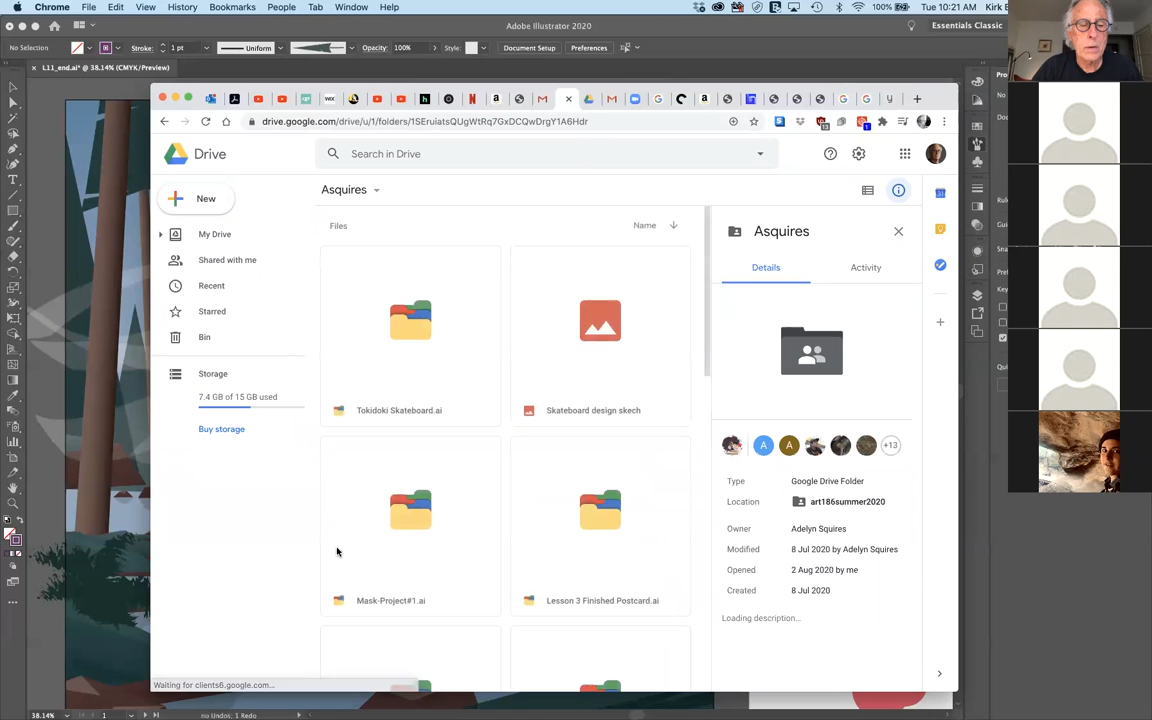 Chrome File Edit View History Bookmarks People Tab Window Help 100% Tue 10:21 AM Kirk B
Adobe Illustrator 2020 Essentials Classic
No Selection Stroke: 1 pt Uniform Opacity: 100% Style: Document Setup Preferences
× L11_end.ai* @ 38.14% (CMYK/Preview)
drive.google.com/drive/u/1/folders/1SEruiatsQUgWtRq7GxDCQwDrgY1A6Hdr
Drive
Search in Drive
New
My Drive
Shared with me
Recent
Starred
Bin
Storage
7.4 GB of 15 GB used
Buy storage
Asquires
Files Name
Tokidoki Skateboard.ai
Skateboard design skech
Mask-Project#1.ai
Lesson 3 Finished Postcard.ai
Asquires
Details Activity
A A +13
Type Google Drive Folder
Location art186summer2020
Owner Adelyn Squires
Modified 8 Jul 2020 by Adelyn Squires
Opened 2 Aug 2020 by me
Created 8 Jul 2020
Loading description...
Waiting for clients6.google.com...
38.14% 1 no Undos: 1 Redo